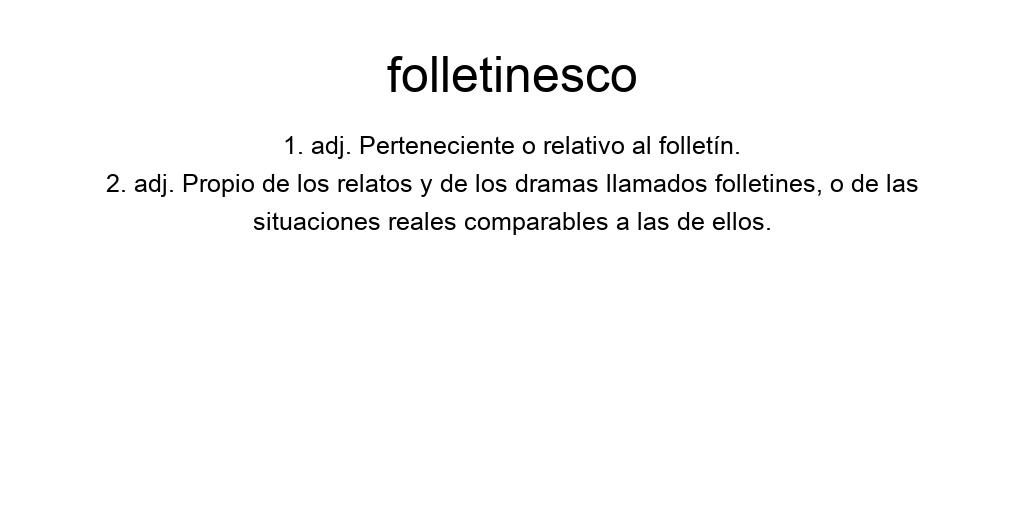 folletinesco
1. adj. Perteneciente o relativo al folletín.
2. adj. Propio de los relatos y de los dramas llamados folletines, o de las
situaciones reales comparables a las de ellos.